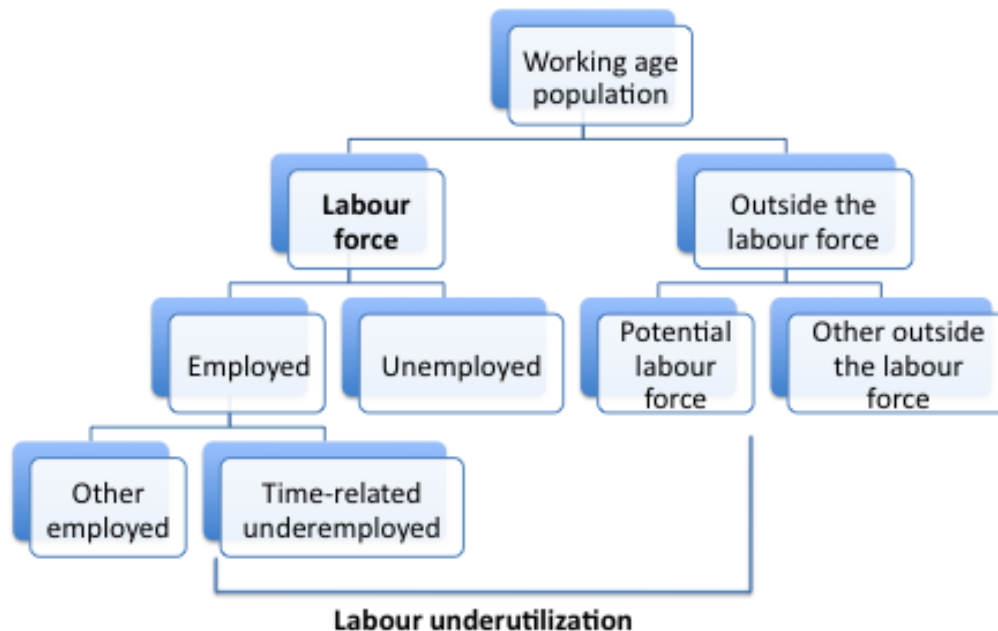 Working age
population
Labour
force
Outside the
labour force
Employed
Unemployed
Potential
labour
force
Other outside
the labour
force
Other
employed
Time-related
underemployed
Labour underutilization